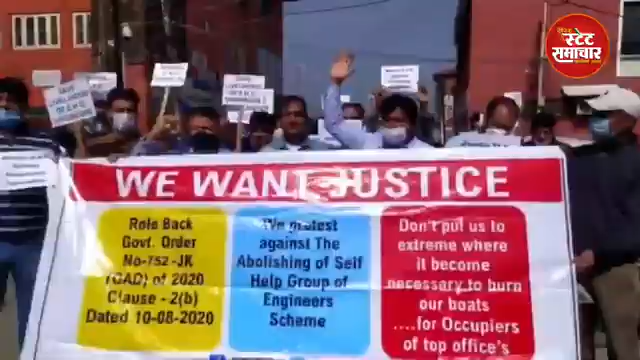 स्टेट
समाचार
WE WANT JUSTICE
Role Back
Govt. Order
No-752-JK
(GAD) of 2020
Clause - 2(b)
Dated 10-08-2020
We protest
against The
Abolishing of Self
Help Group of
Engineers
Scheme
Don't put us to
extreme where
it become
necessary to burn
our boats
....for Occupiers
of top office's